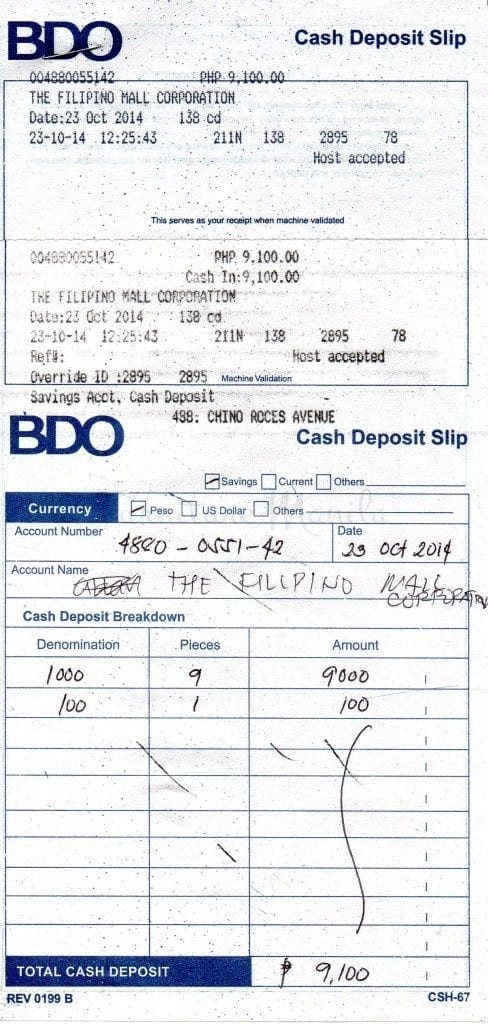 BDO
Cash Deposit Slip
004880055142 PHP 9,100.00
THE FILIPINO MALL CORPORATION
Date:23 Oct 2014 138 cd
23-10-14 12:25:43 211N 138 2895 78
Host accepted
This serves as your receipt when machine validated
004880055142 PHP 9,100.00
Cash In:9,100.00
THE FILIPINO MALL CORPORATION
Date:23 Oct 2014 138 cd
23-10-14 12:25:43 211N 138 2895 78
Ref#: Host accepted
Override ID :2895 2895 Machine Validation
Savings Acct, Cash Deposit
488: CHINO ROCES AVENUE
BDO
Cash Deposit Slip
Savings Current Others
Currency Peso US Dollar Others
Account Number Date
4880-0551-42 23 Oct 2014
Account Name
THE FILIPINO MALL
CORPORATION
Cash Deposit Breakdown
Denomination Pieces Amount
1000 9 9000
100 1 100
TOTAL CASH DEPOSIT ₱ 9,100
REV 0199 B CSH-67